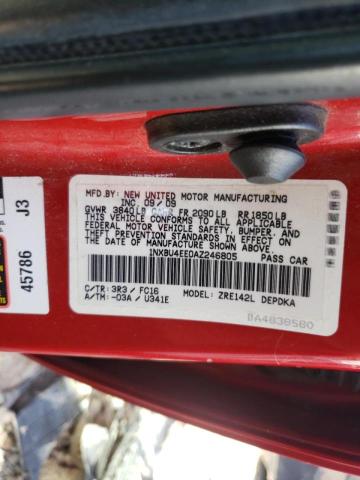 MFD.BY: NEW UNITED MOTOR MANUFACTURING
INC. 09/09
GVWR 3640LB GAWR FR 2090LB RR 1850LB
THIS VEHICLE CONFORMS TO ALL APPLICABLE
FEDERAL MOTOR VEHICLE SAFETY, BUMPER, AND
THEFT PREVENTION STANDARDS IN EFFECT ON
THE DATE OF MANUFACTURE SHOWN ABOVE.
1NXBU4EE0AZ246805 PASS CAR
C/TR: 3R3 / FC16
A/TM: -03A / U341E
MODEL: ZRE142L DEPDKA
J3
45786